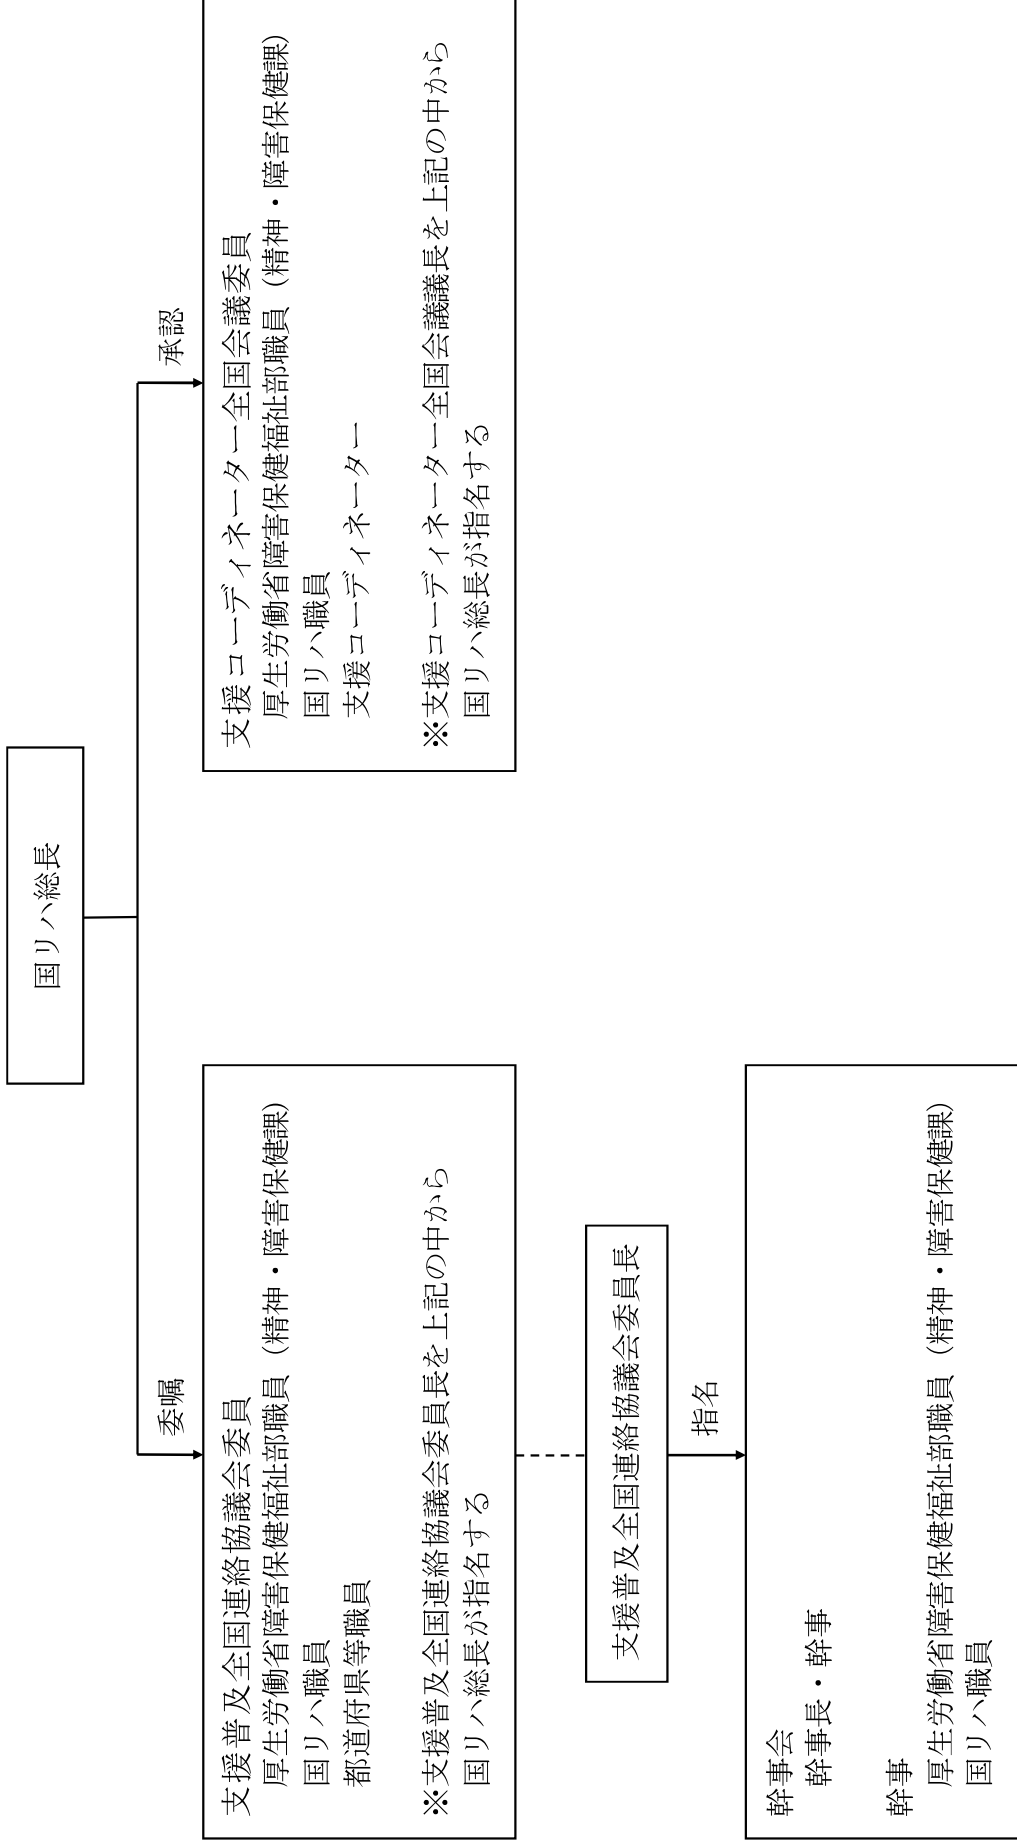 国リハ総長
委嘱
承認
支援普及全国連絡協議会委員
厚生労働省障害保健福祉部職員（精神・障害保健課）
国リハ職員
都道府県等職員
※支援普及全国連絡協議会委員長を上記の中から
国リハ総長が指名する
支援コーディネーター全国会議委員
厚生労働省障害保健福祉部職員（精神・障害保健課）
国リハ職員
支援コーディネーター
※支援コーディネーター全国会議議長を上記の中から
国リハ総長が指名する
支援普及全国連絡協議会委員長
指名
幹事会
幹事長・幹事
幹事
厚生労働省障害保健福祉部職員（精神・障害保健課）
国リハ職員